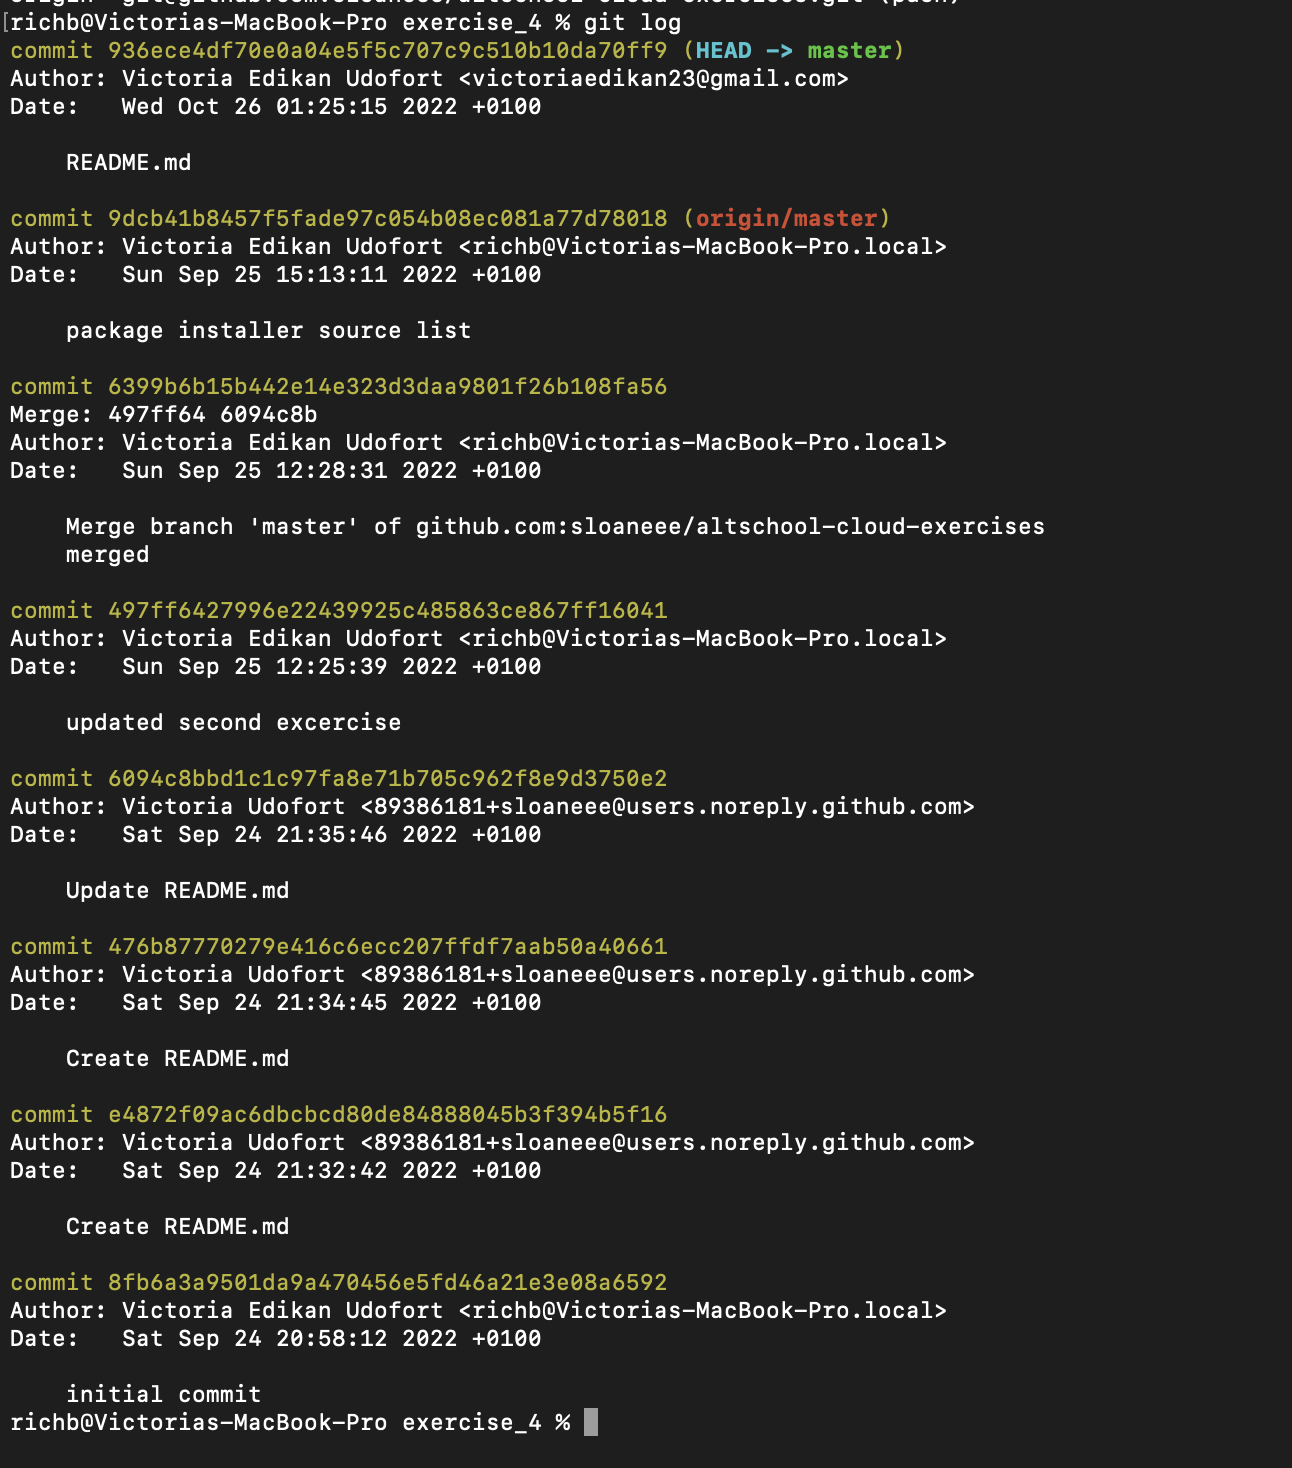 [richb@Victorias-MacBook-Pro exercise_4 % git log
commit 936ece4df70e0a04e5f5c707c9c510b10da70ff9 (HEAD -> master)
Author: Victoria Edikan Udofort <victoriaedikan23@gmail.com>
Date:   Wed Oct 26 01:25:15 2022 +0100
README.md
commit 9dcb41b8457f5fade97c054b08ec081a77d78018 (origin/master)
Author: Victoria Edikan Udofort <richb@Victorias-MacBook-Pro.local>
Date:   Sun Sep 25 15:13:11 2022 +0100
package installer source list
commit 6399b6b15b442e14e323d3daa9801f26b108fa56
Merge: 497ff64 6094c8b
Author: Victoria Edikan Udofort <richb@Victorias-MacBook-Pro.local>
Date:   Sun Sep 25 12:28:31 2022 +0100
Merge branch 'master' of github.com:sloaneee/altschool-cloud-exercises
merged
commit 497ff6427996e22439925c485863ce867ff16041
Author: Victoria Edikan Udofort <richb@Victorias-MacBook-Pro.local>
Date:   Sun Sep 25 12:25:39 2022 +0100
updated second excercise
commit 6094c8bbd1c1c97fa8e71b705c962f8e9d3750e2
Author: Victoria Udofort <89386181+sloaneee@users.noreply.github.com>
Date:   Sat Sep 24 21:35:46 2022 +0100
Update README.md
commit 476b87770279e416c6ecc207ffdf7aab50a40661
Author: Victoria Udofort <89386181+sloaneee@users.noreply.github.com>
Date:   Sat Sep 24 21:34:45 2022 +0100
Create README.md
commit e4872f09ac6dbcbcd80de84888045b3f394b5f16
Author: Victoria Udofort <89386181+sloaneee@users.noreply.github.com>
Date:   Sat Sep 24 21:32:42 2022 +0100
Create README.md
commit 8fb6a3a9501da9a470456e5fd46a21e3e08a6592
Author: Victoria Edikan Udofort <richb@Victorias-MacBook-Pro.local>
Date:   Sat Sep 24 20:58:12 2022 +0100
initial commit
richb@Victorias-MacBook-Pro exercise_4 %